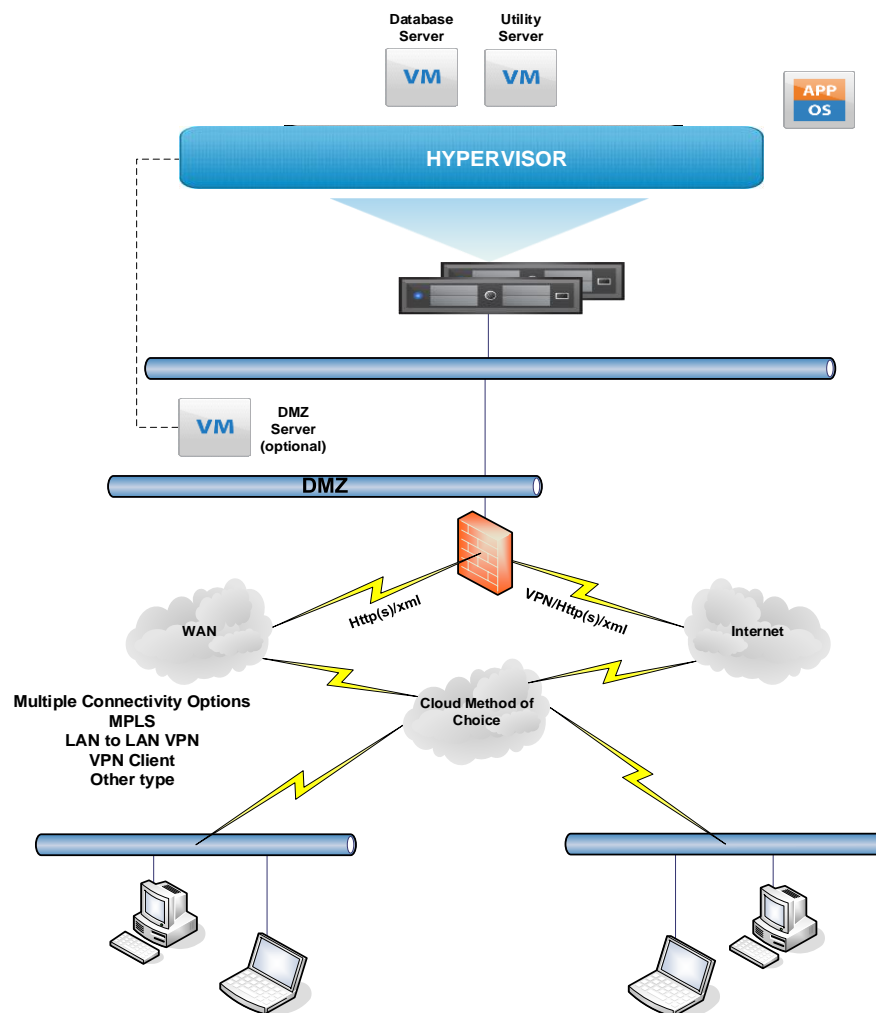 Database
Server
Utility
Server
VM
VM
APP
OS
HYPERVISOR
VM
DMZ
Server
(optional)
DMZ
Http(s)/xml
VPN/Http(s)/xml
WAN
Internet
Cloud Method of
Choice
Multiple Connectivity Options
MPLS
LAN to LAN VPN
VPN Client
Other type